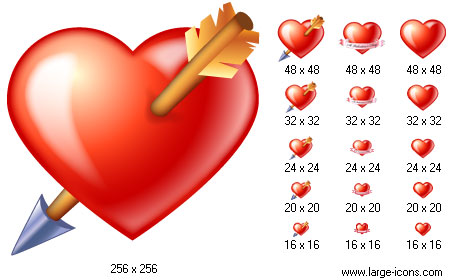 48 x 48 48 x 48 48 x 48
32 x 32 32 x 32 32 x 32
24 x 24 24 x 24 24 x 24
20 x 20 20 x 20 20 x 20
16 x 16 16 x 16 16 x 16
256 x 256
www.large-icons.com